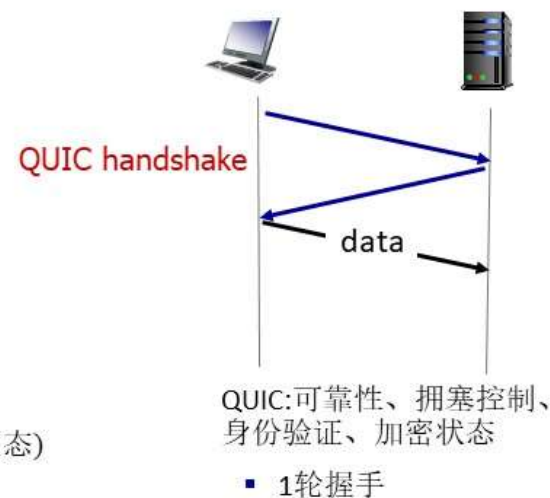 QUIC handshake
data
QUIC:可靠性、拥塞控制、
身份验证、加密状态
态)
▪ 1轮握手